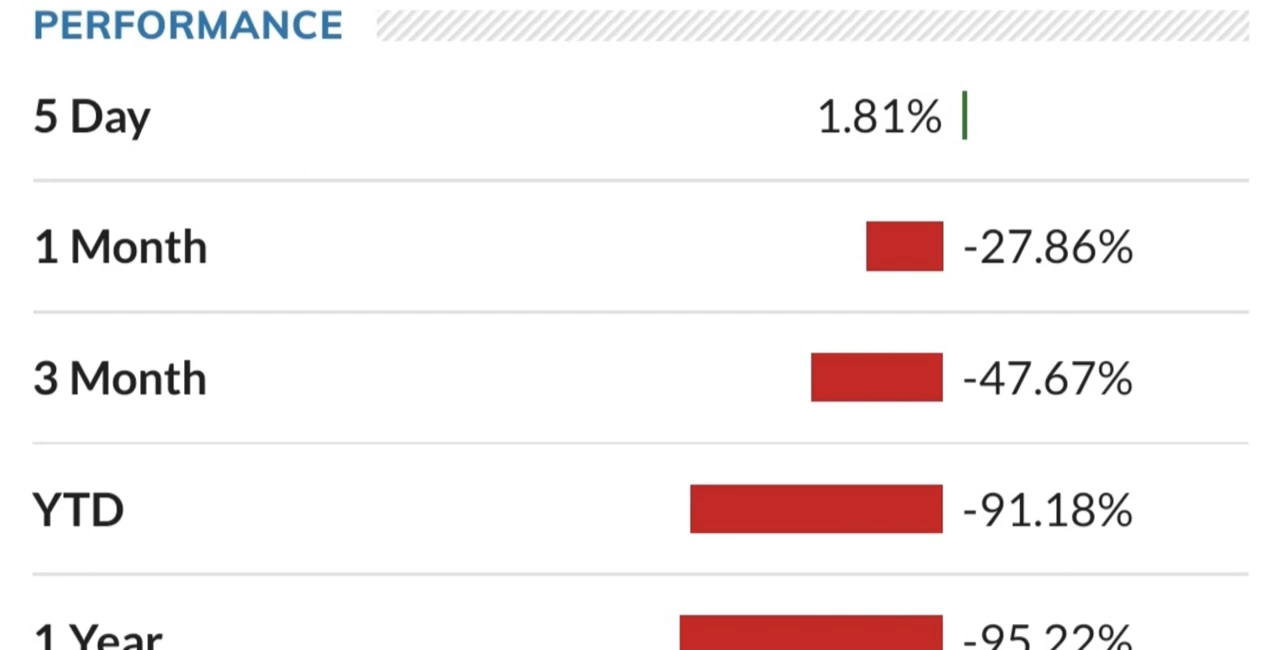 PERFORMANCE
5 Day 1.81%
1 Month -27.86%
3 Month -47.67%
YTD -91.18%
1 Year -95.22%